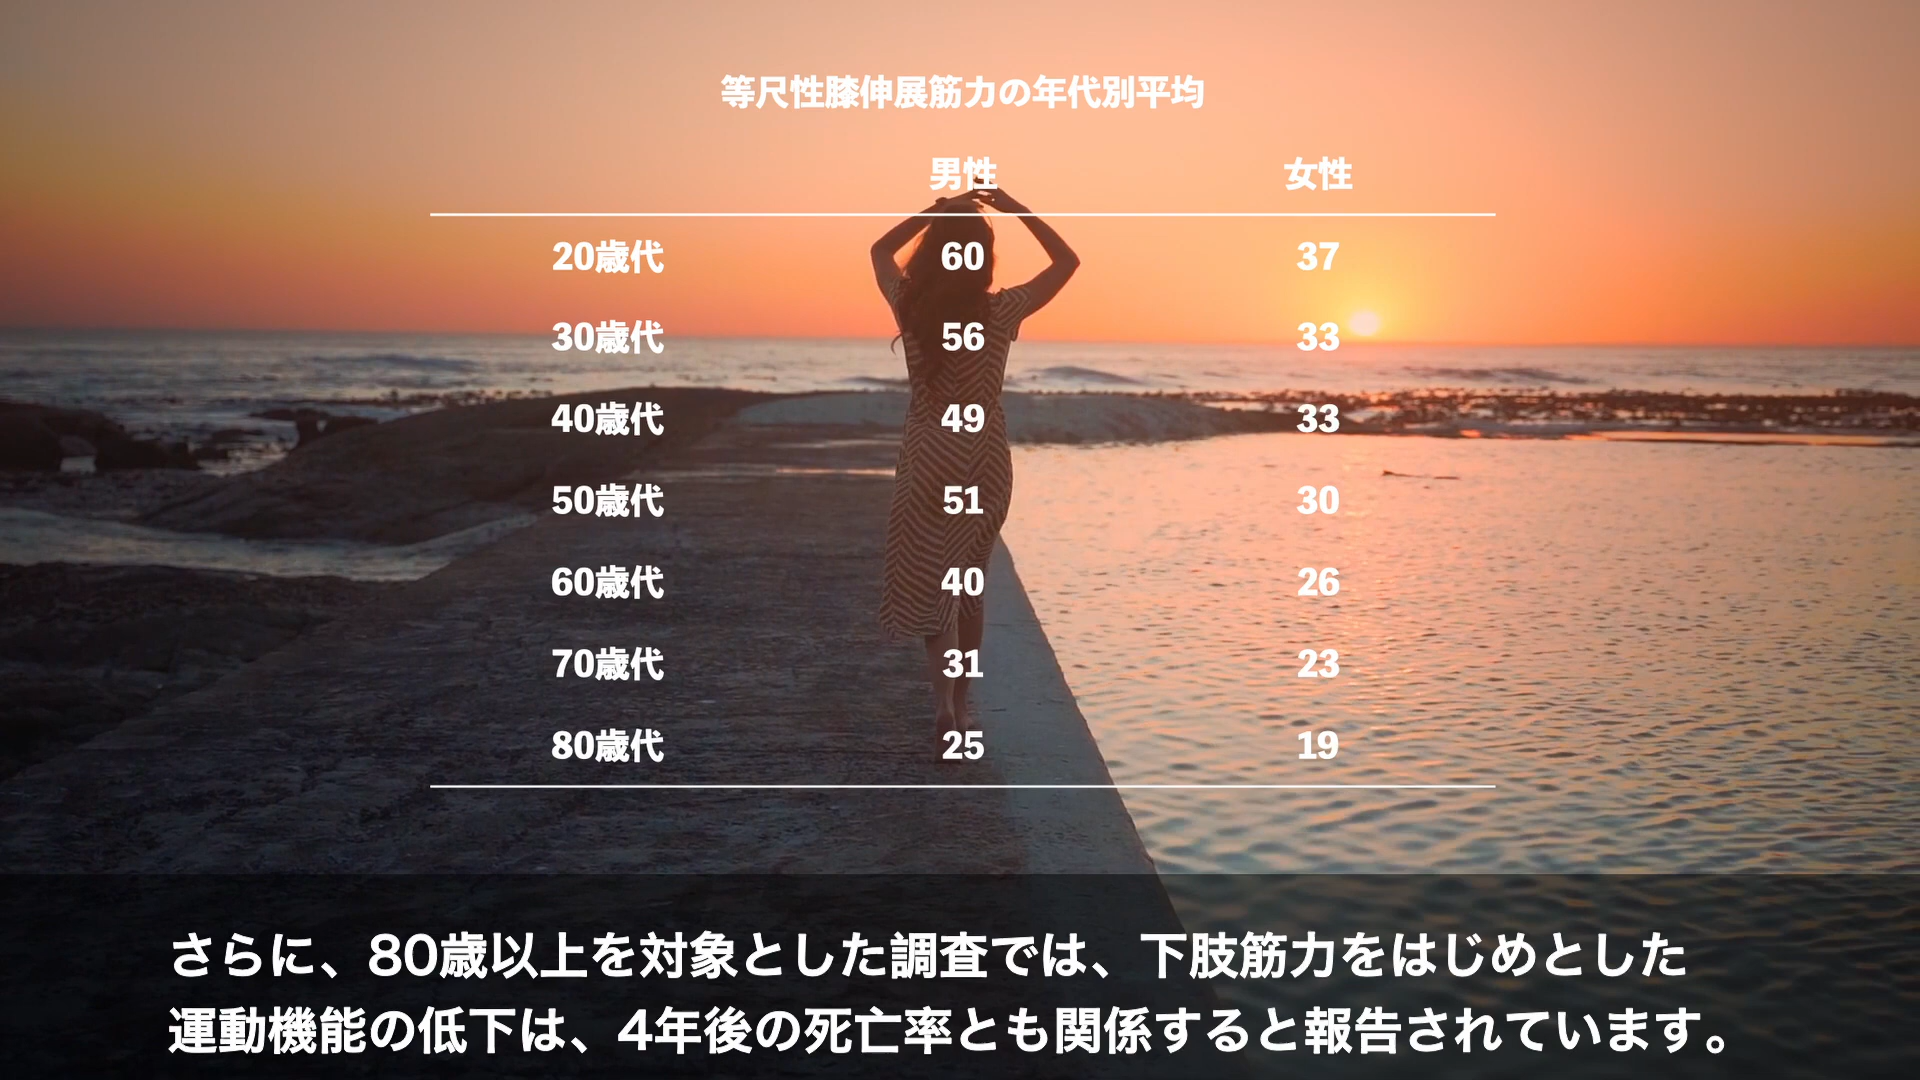 等尺性膝伸展筋力の年代別平均
男性 女性
20歳代 60 37
30歳代 56 33
40歳代 49 33
50歳代 51 30
60歳代 40 26
70歳代 31 23
80歳代 25 19
さらに、80歳以上を対象とした調査では、下肢筋力をはじめとした
運動機能の低下は、4年後の死亡率とも関係すると報告されています。